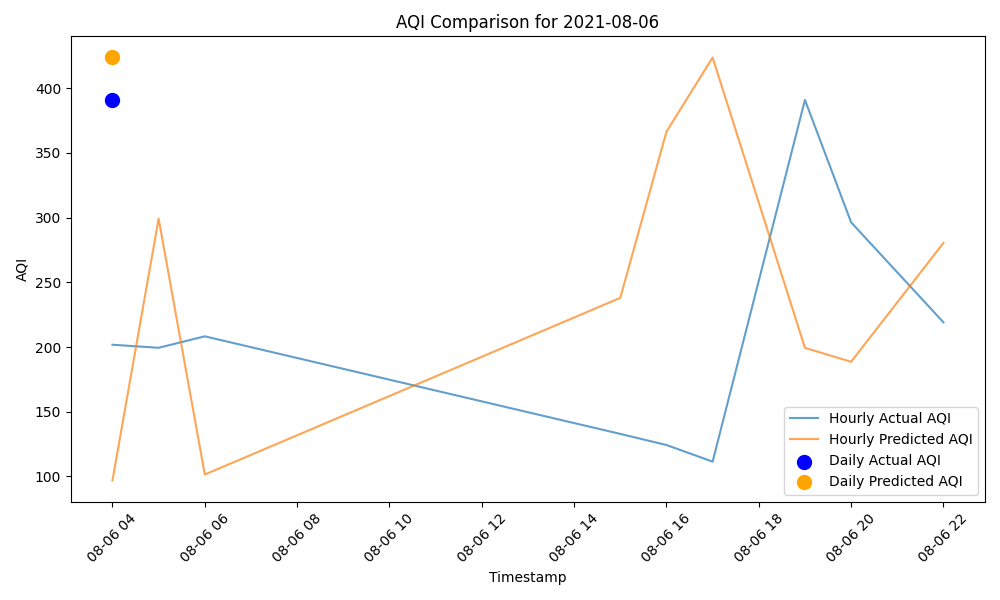 AQI Comparison for 2021-08-06
AQI
400
350
300
250
200
150
100
Hourly Actual AQI
Hourly Predicted AQI
Daily Actual AQI
Daily Predicted AQI
08-06 04
08-06 06
08-06 08
08-06 10
08-06 12
08-06 14
08-06 16
08-06 18
08-06 20
08-06 22
Timestamp